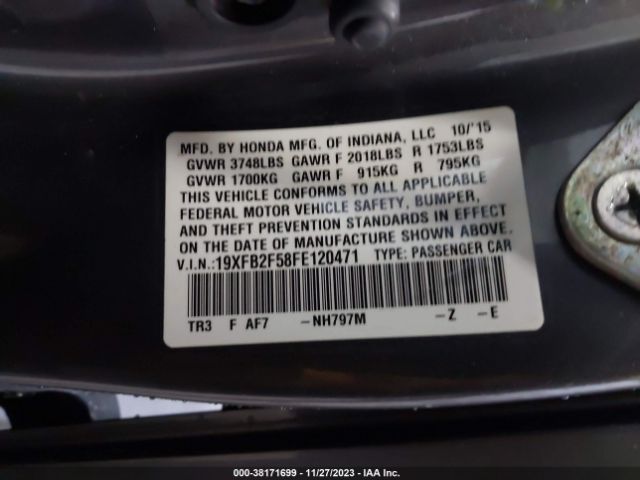 MFD. BY HONDA MFG. OF INDIANA, LLC 10/'15
GVWR 3748LBS GAWR F 2018LBS R 1753LBS
GVWR 1700KG GAWR F 915KG R 795KG
THIS VEHICLE CONFORMS TO ALL APPLICABLE
FEDERAL MOTOR VEHICLE SAFETY, BUMPER,
AND THEFT PREVENTION STANDARDS IN EFFECT
ON THE DATE OF MANUFACTURE SHOWN ABOVE.
V.I.N.:19XFB2F58FE120471 TYPE: PASSENGER CAR
TR3 F AF7 -NH797M -Z -E
000-38171699 - 11/27/2023 - IAA Inc.